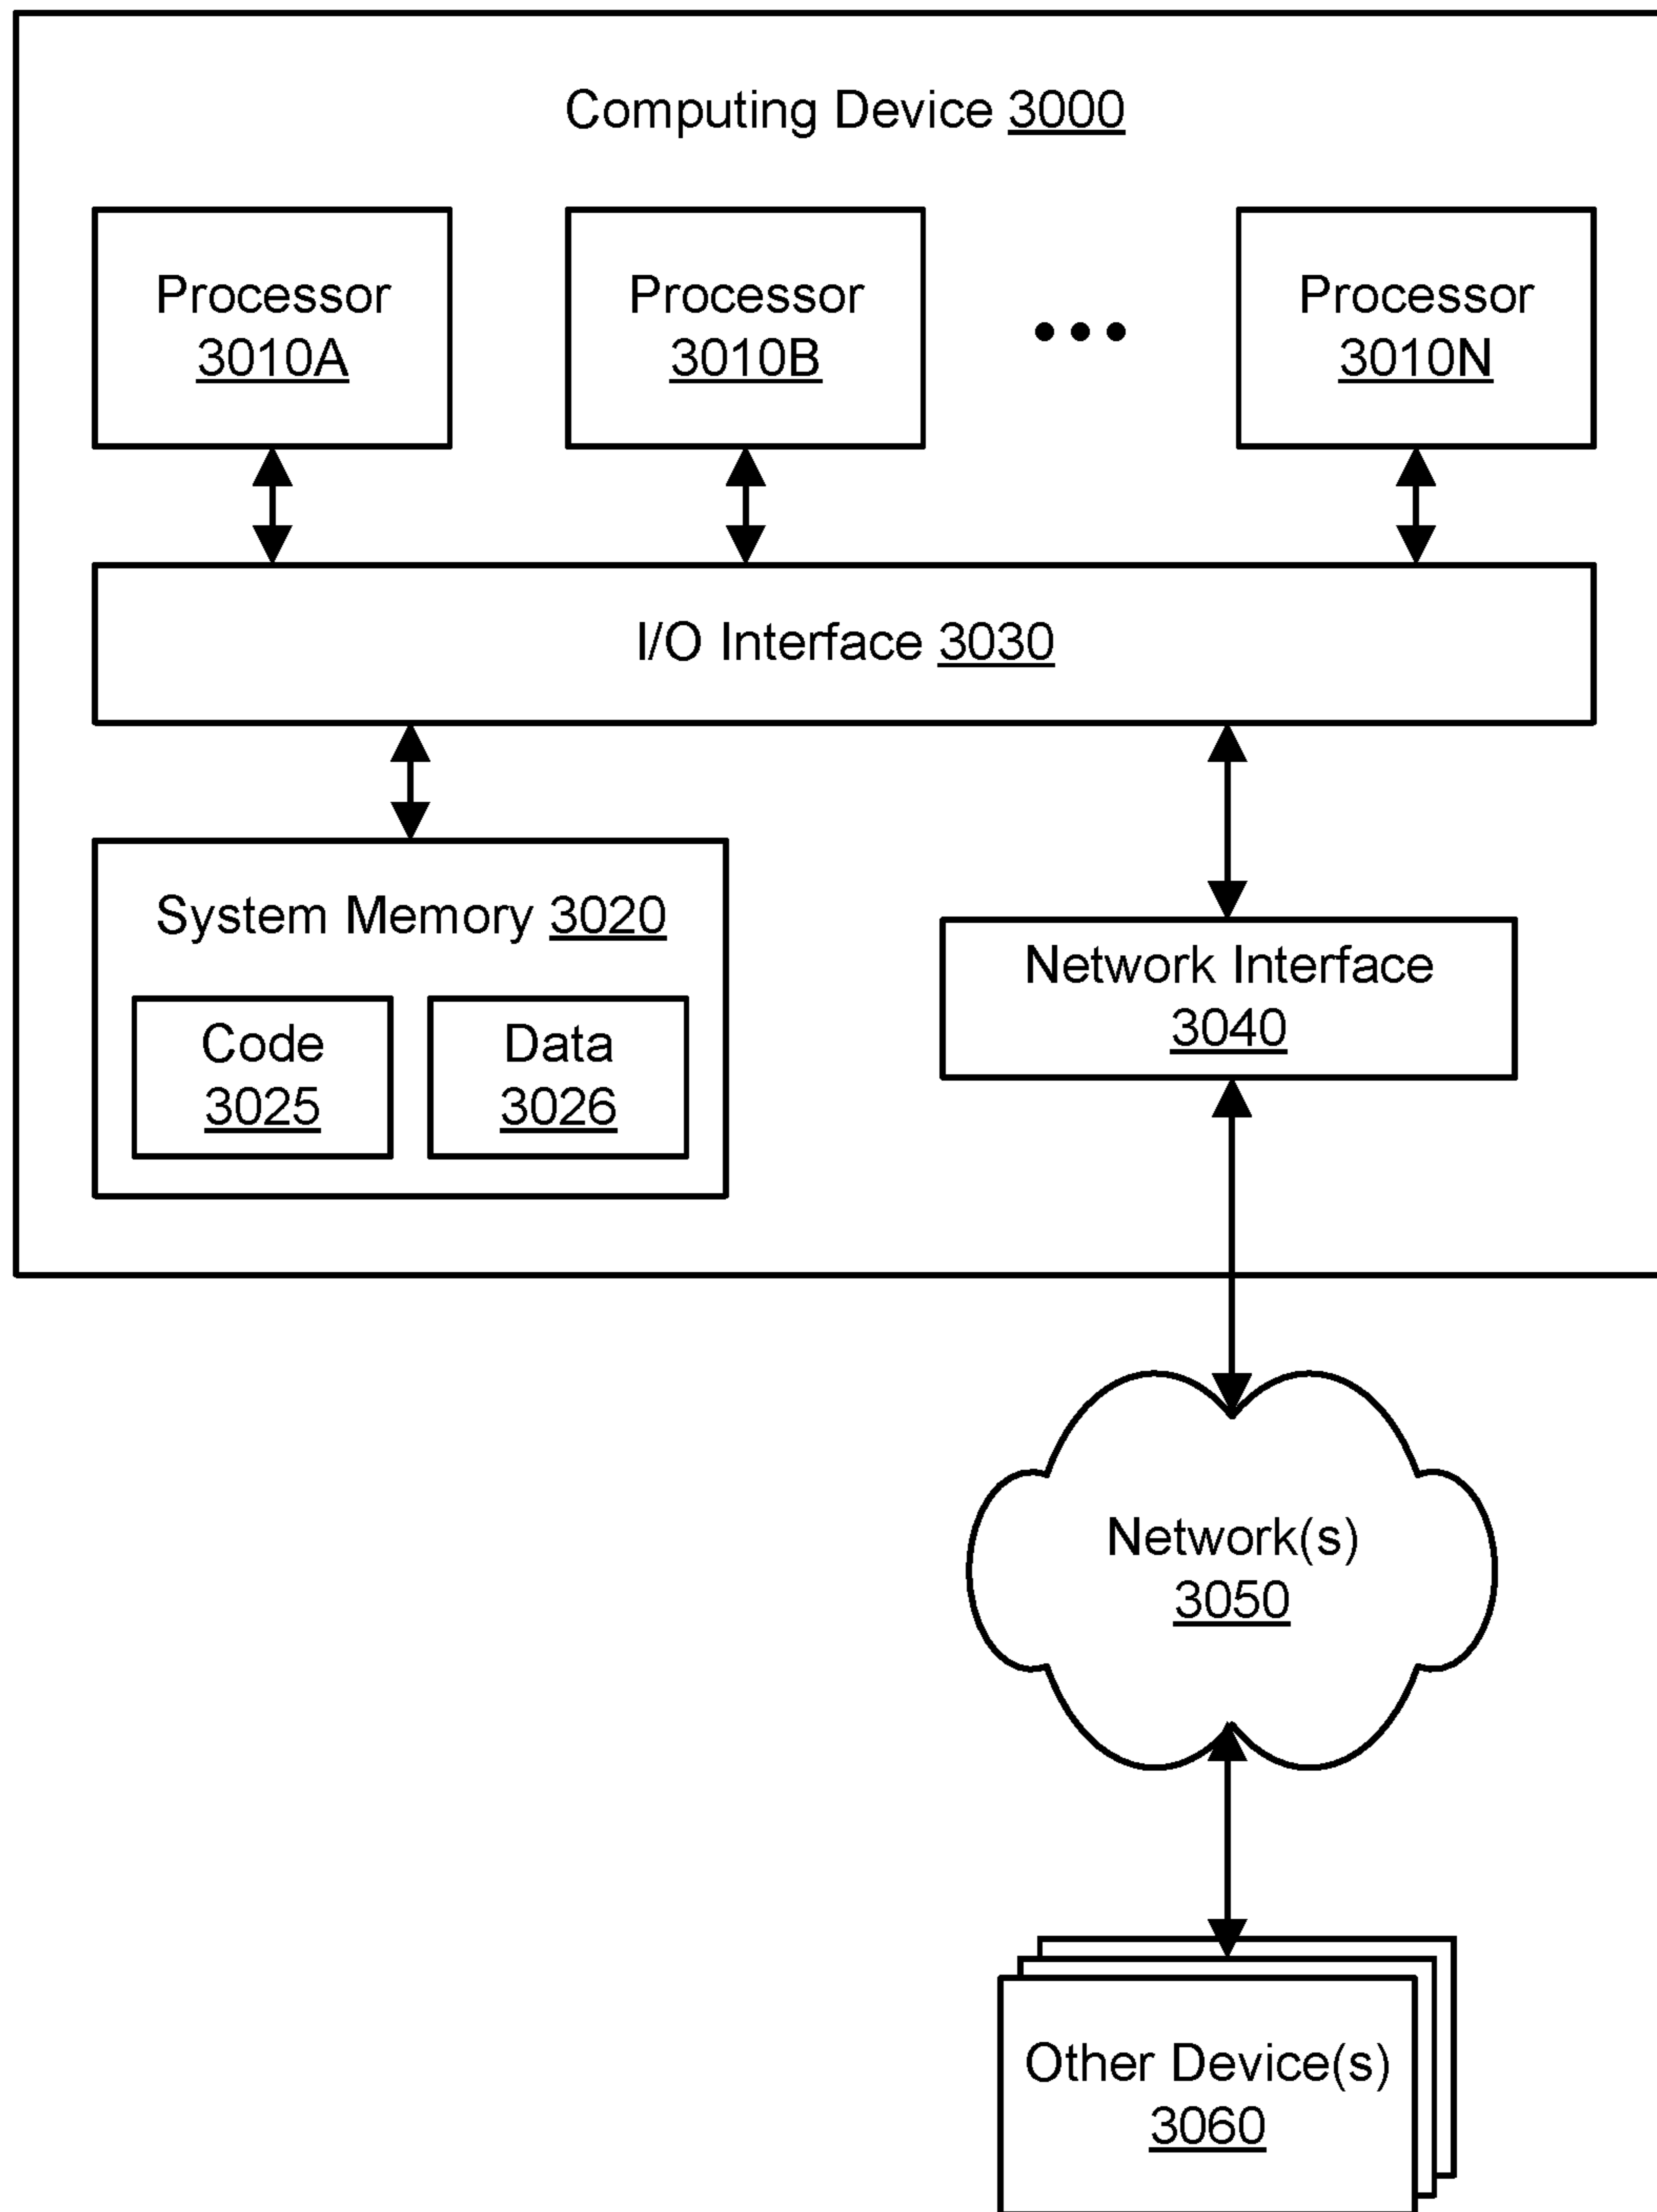 Computing Device 3000
Processor
3010A
Processor
3010B
Processor
3010N
I/O Interface 3030
System Memory 3020
Code
3025
Data
3026
Network Interface
3040
Network(s)
3050
Other Device(s)
3060